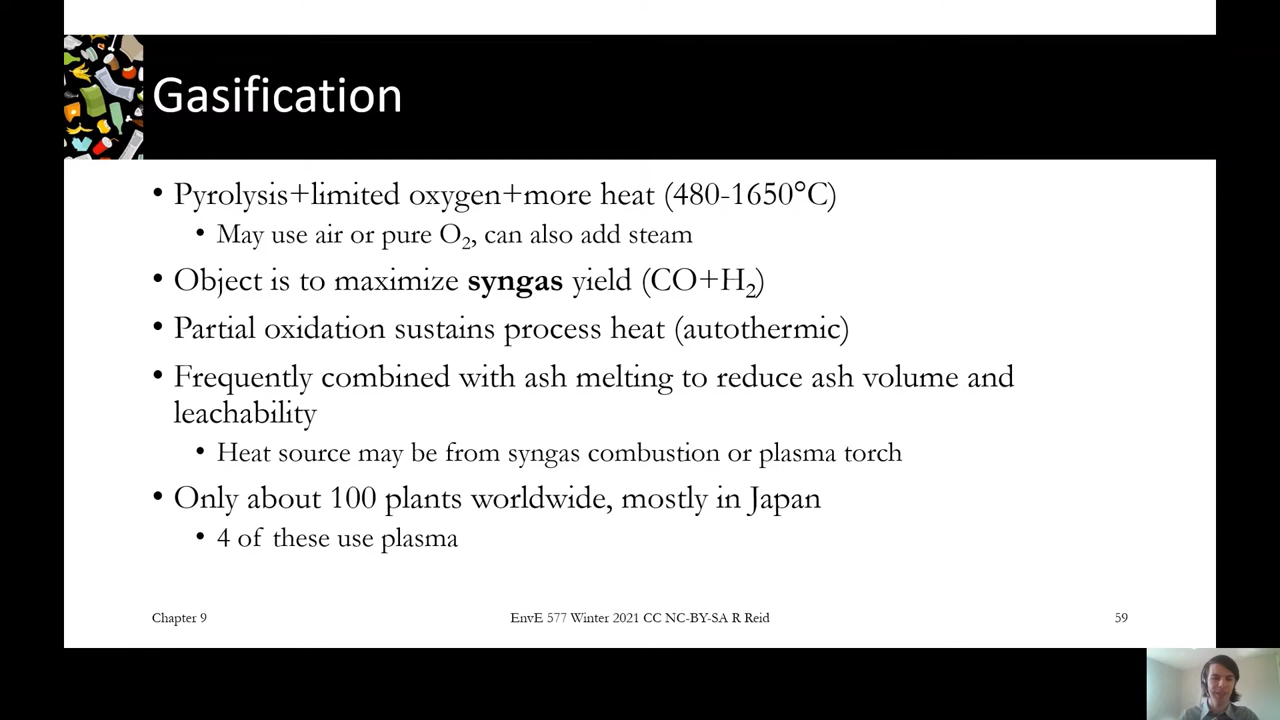 Gasification
• Pyrolysis+limited oxygen+more heat (480-1650°C)
• May use air or pure O₂, can also add steam
• Object is to maximize syngas yield (CO+H₂)
• Partial oxidation sustains process heat (autothermic)
• Frequently combined with ash melting to reduce ash volume and
leachability
• Heat source may be from syngas combustion or plasma torch
• Only about 100 plants worldwide, mostly in Japan
• 4 of these use plasma
Chapter 9
EnvE 577 Winter 2021 CC NC-BY-SA R Reid
59